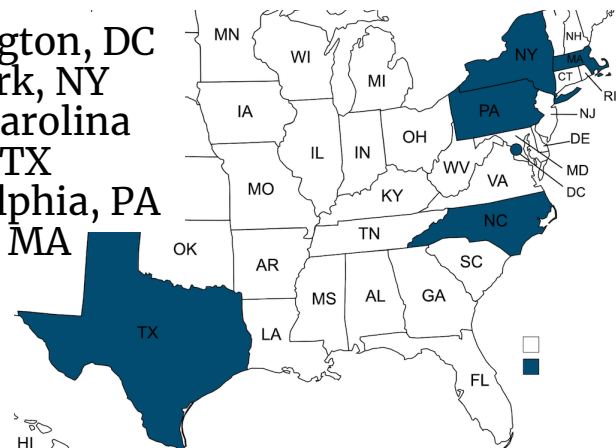 gton, DC
rk, NY
arolina
TX
lphia, PA
MA
MN
WI
MI
NY
NH
MA
CT
RI
IA
PA
NJ
IL
IN
OH
DE
MD
DC
WV
VA
MO
KY
NC
TN
OK
AR
SC
MS
AL
GA
TX
LA
FL
HI